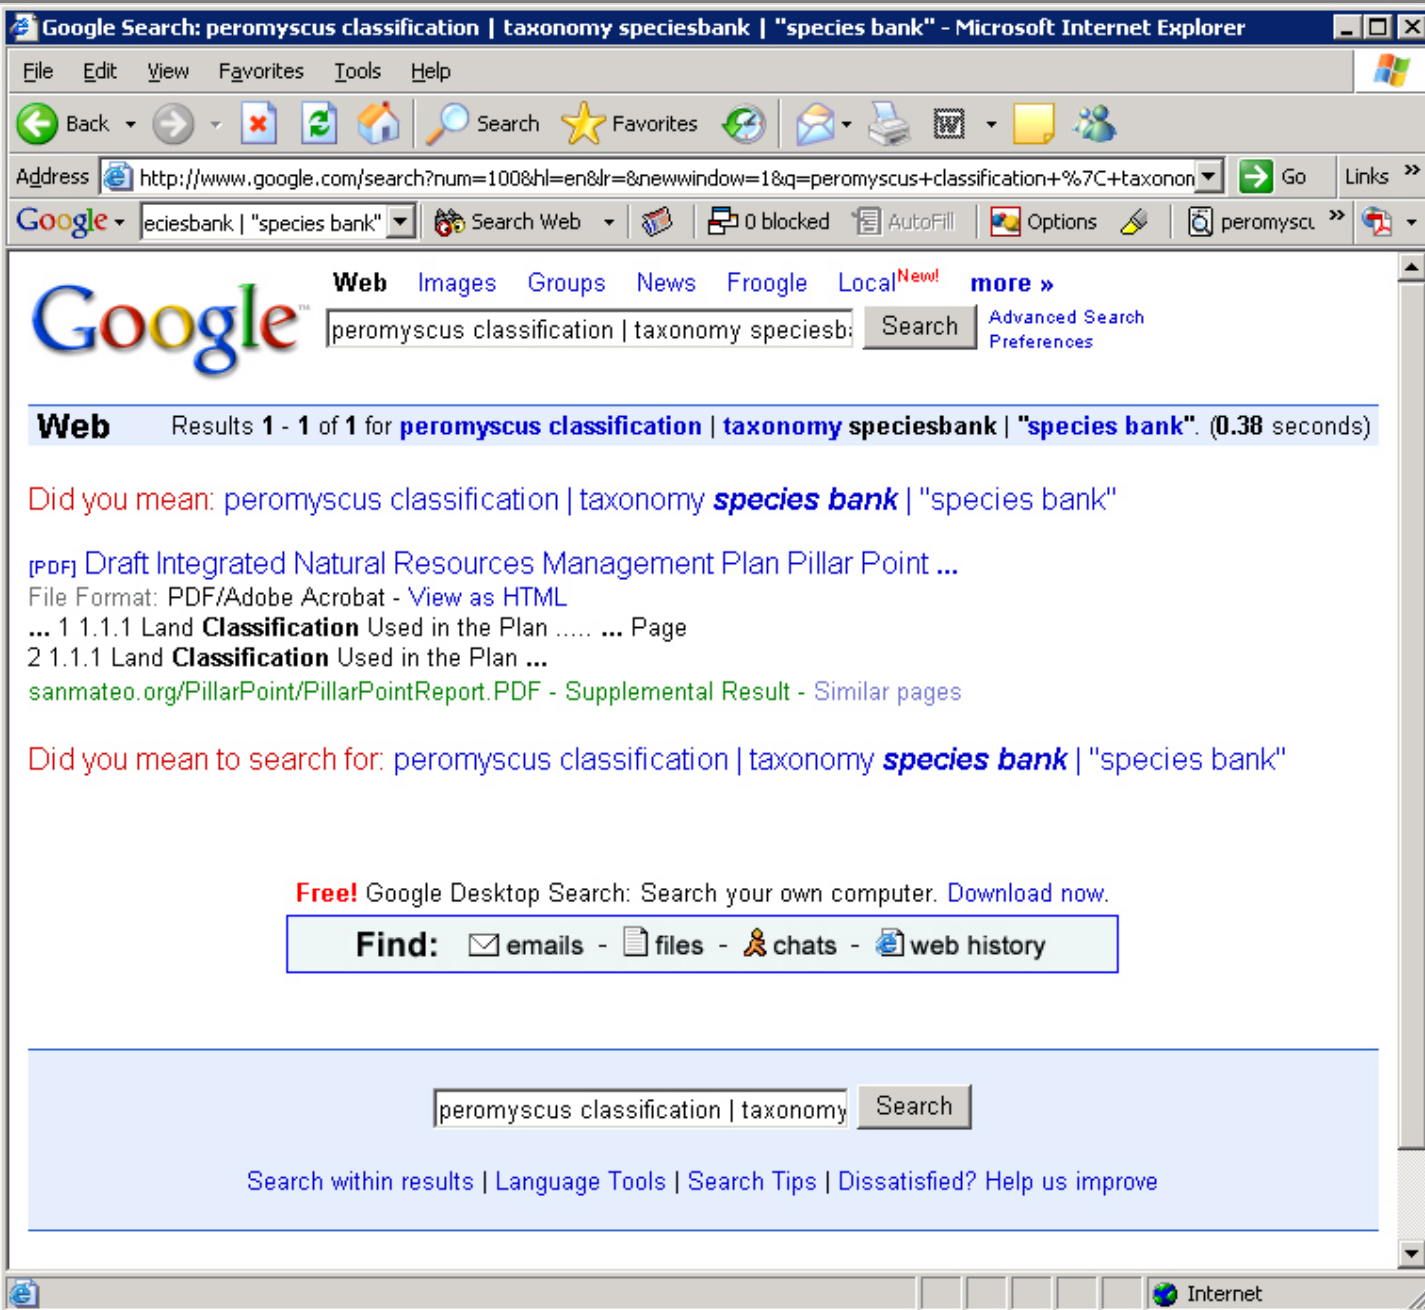 Google Search: peromyscus classification | taxonomy speciesbank | "species bank" - Microsoft Internet Explorer
File Edit View Favorites Tools Help
Back Search Favorites
Address http://www.google.com/search?num=100&hl=en&lr=&newwindow=1&q=peromyscus+classification+%7C+taxonon Go Links »
Google eciesbank | "species bank" Search Web 0 blocked AutoFill Options peromyscu »
Web Images Groups News Froogle Local New! more »
Google™ peromyscus classification | taxonomy speciesb Search Advanced Search
Preferences
Web Results 1 - 1 of 1 for peromyscus classification | taxonomy speciesbank | "species bank". (0.38 seconds)
Did you mean: peromyscus classification | taxonomy species bank | "species bank"
[PDF] Draft Integrated Natural Resources Management Plan Pillar Point ...
File Format: PDF/Adobe Acrobat - View as HTML
... 1 1.1.1 Land Classification Used in the Plan ..... ... Page
2 1.1.1 Land Classification Used in the Plan ...
sanmateo.org/PillarPoint/PillarPointReport.PDF - Supplemental Result - Similar pages
Did you mean to search for: peromyscus classification | taxonomy species bank | "species bank"
Free! Google Desktop Search: Search your own computer. Download now.
Find: emails - files - chats - web history
peromyscus classification | taxonomy Search
Search within results | Language Tools | Search Tips | Dissatisfied? Help us improve
Internet